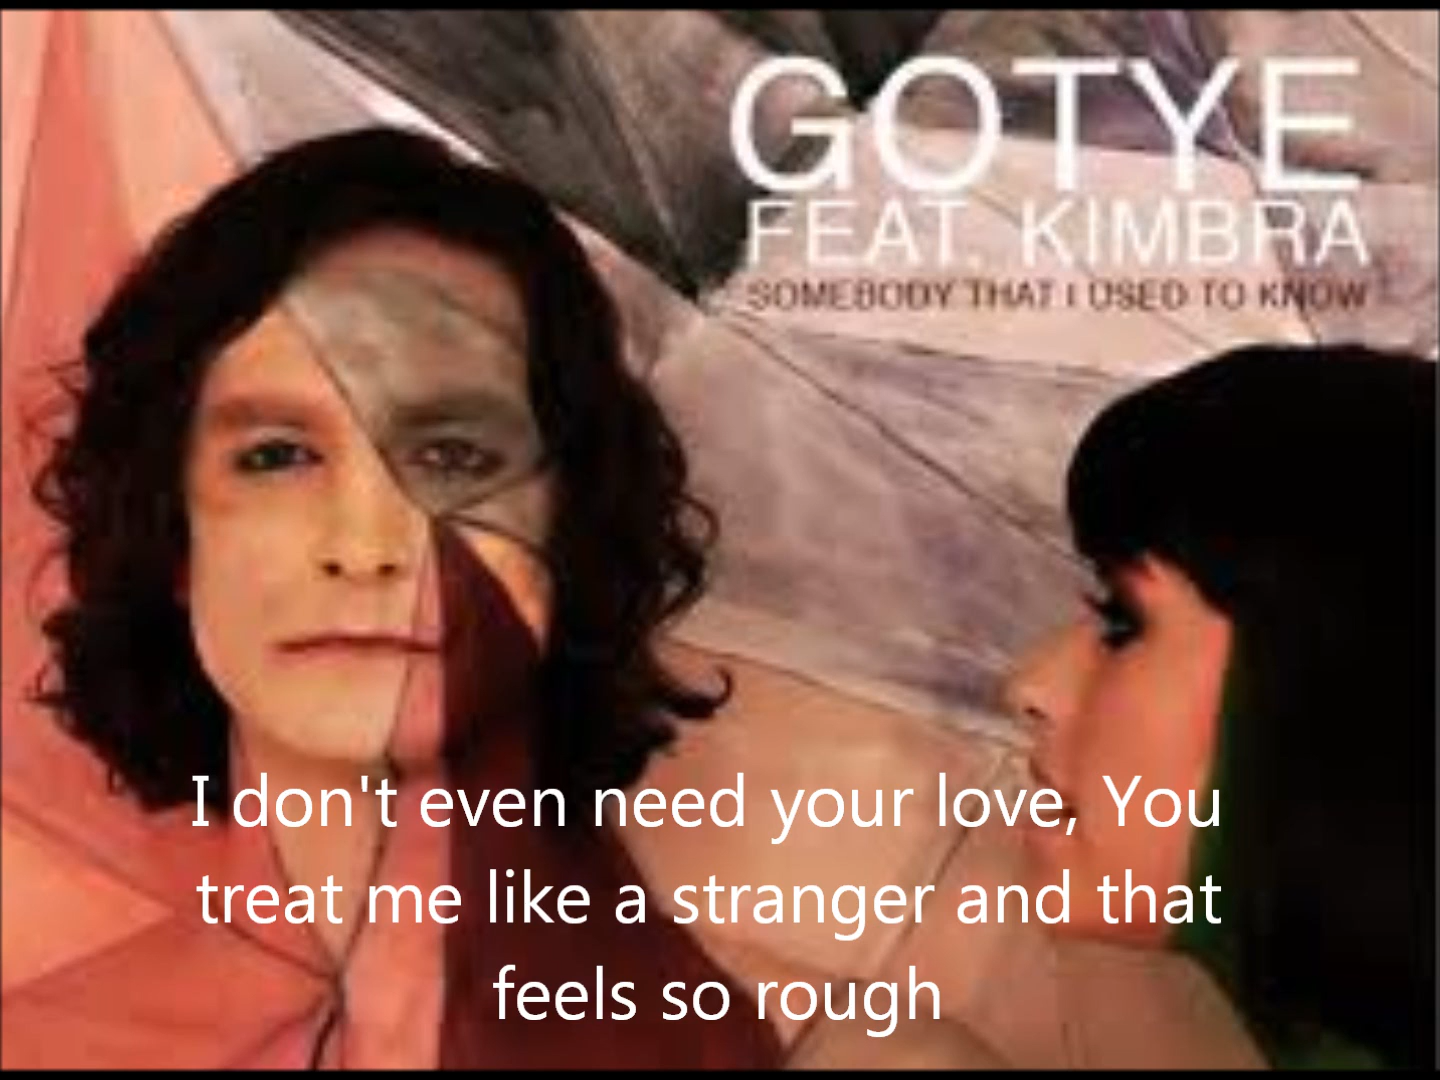 GOTYE
FEAT. KIMBRA
SOMEBODY THAT I USED TO KNOW
I don't even need your love, You
treat me like a stranger and that
feels so rough